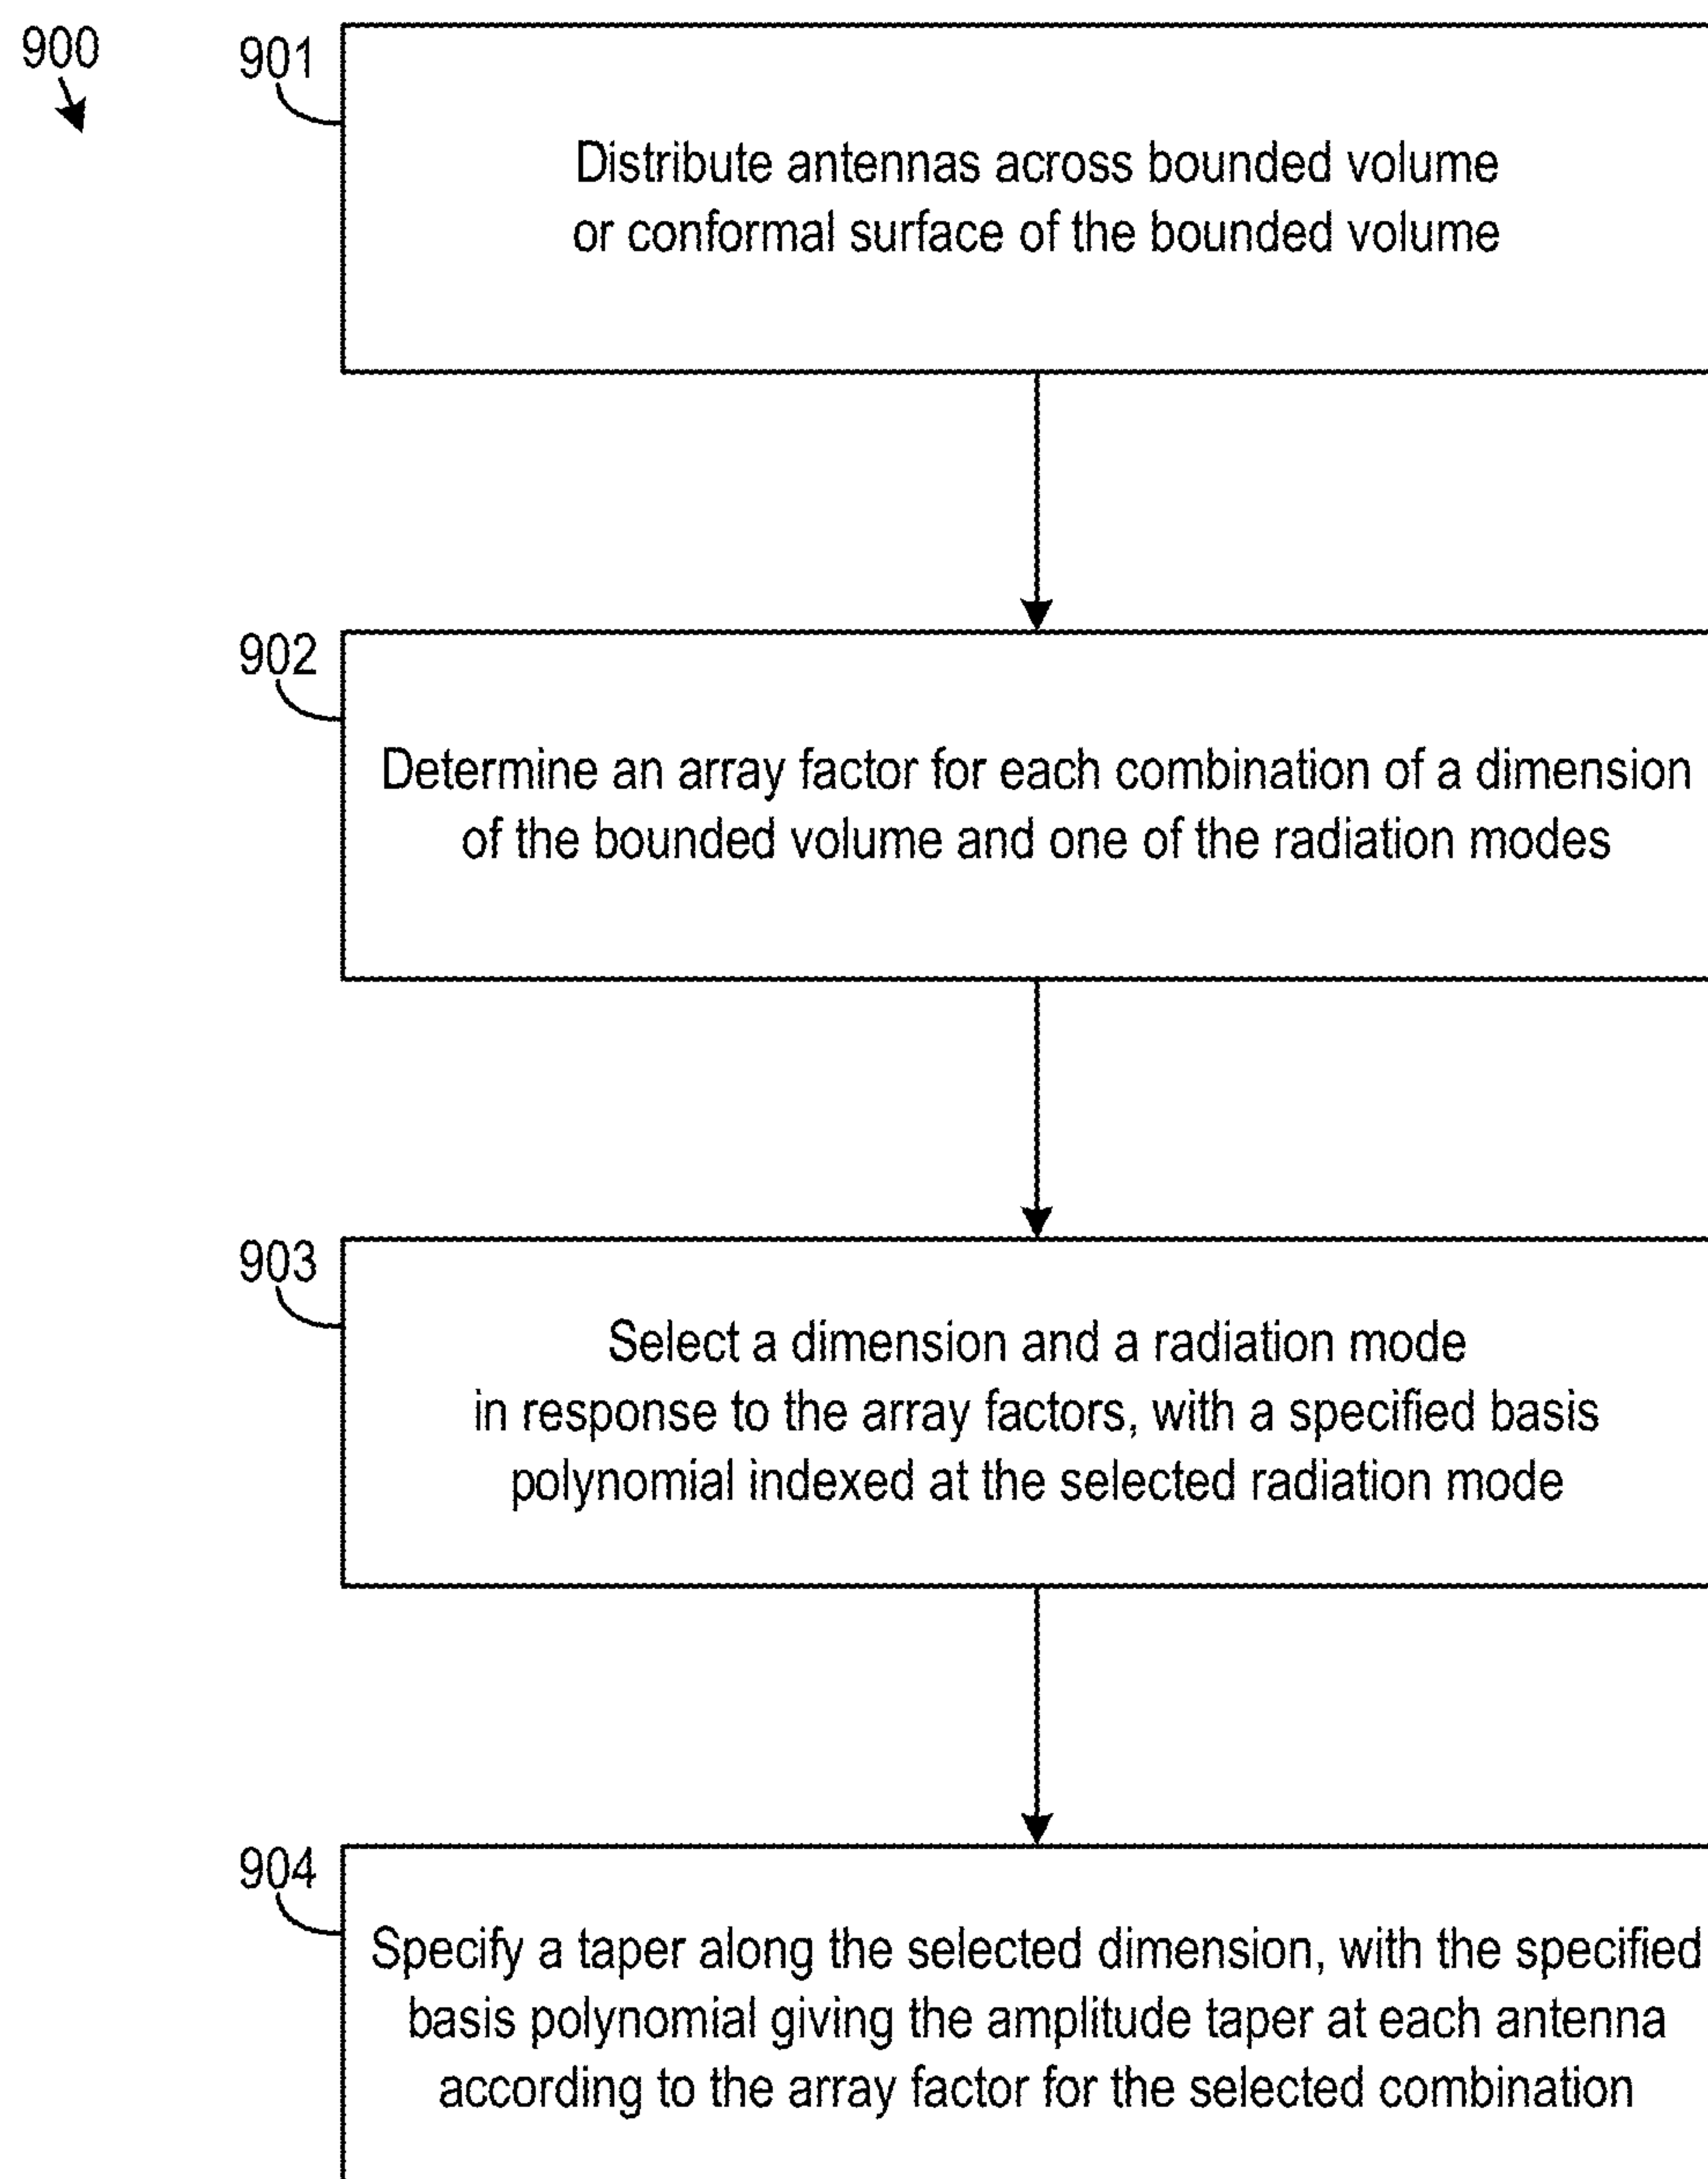 900
901
Distribute antennas across bounded volume
or conformal surface of the bounded volume
902
Determine an array factor for each combination of a dimension
of the bounded volume and one of the radiation modes
903
Select a dimension and a radiation mode
in response to the array factors, with a specified basis
polynomial indexed at the selected radiation mode
904
Specify a taper along the selected dimension, with the specified
basis polynomial giving the amplitude taper at each antenna
according to the array factor for the selected combination